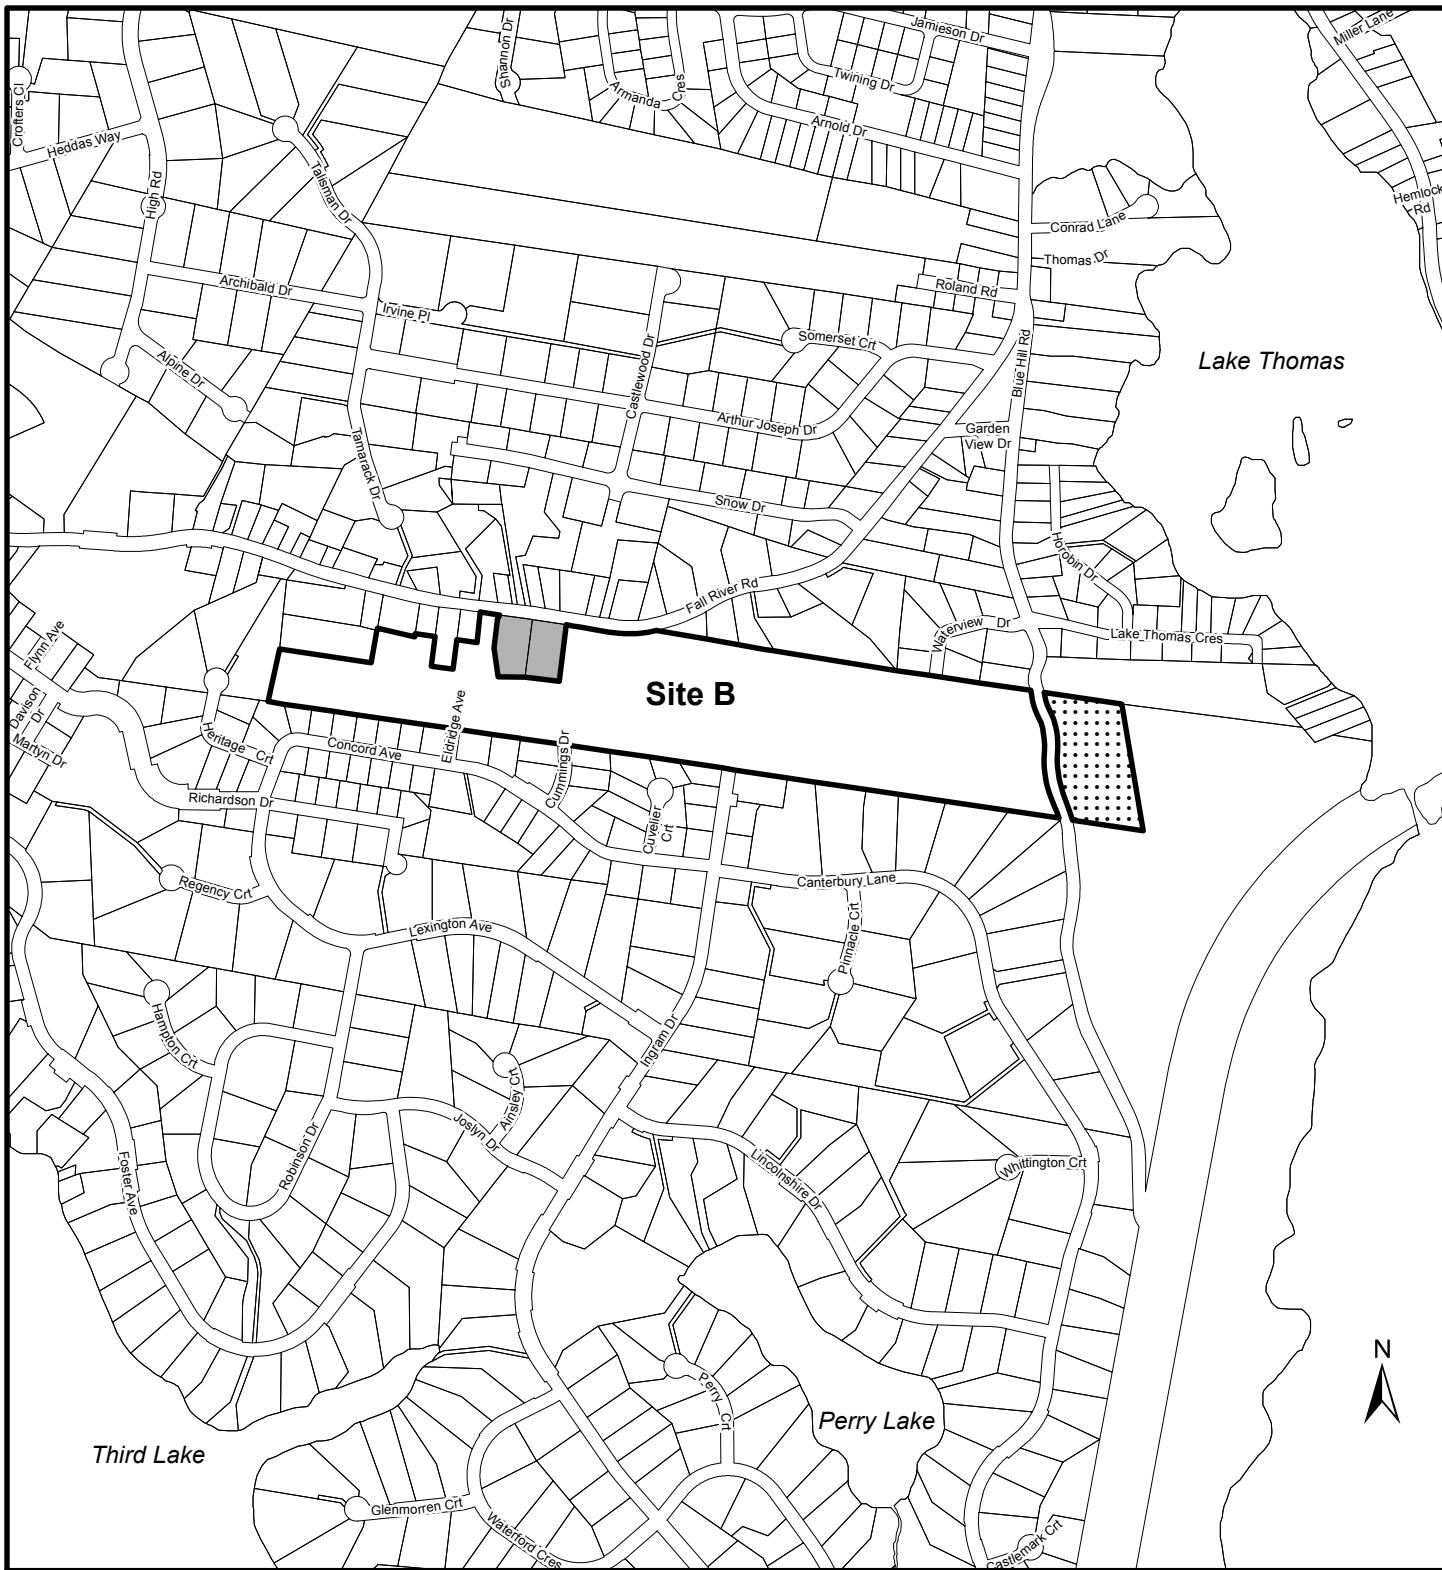 Jamieson Dr
Miller Lane
Shannon Dr
Twining Dr
Armanda
Cres
Crofters Cl
Arnold Dr
Heddas Way
Talisman Dr
High Rd
Hemlock
Rd
Conrad Lane
Thomas Dr
Archibald Dr
Roland Rd
Irvine Pl
Somerset Crt
Blue Hill Rd
Lake Thomas
Alpine Dr
Castlewood Dr
Arthur Joseph Dr
Garden
View Dr
Tamarack Dr
Snow Dr
Horobin Dr
Fall River Rd
Waterview Dr
Lake Thomas Cres
Flynn Ave
Site B
Davison
Dr
Martyn Dr
Heritage Crt
Concord Ave
Eldridge Ave
Cummings Dr
Richardson Dr
Cuvelier
Crt
Regency Crt
Canterbury Lane
Lexington Ave
Pinnacle Crt
Hampton Crt
Ingram Dr
Ainsley Crt
Joslyn Dr
Robinson Dr
Foster Ave
Lincolnshire Dr
Whittington Crt
N
Perry
Crt
Perry Lake
Third Lake
Glenmorren Crt
Waterford Cres
Castlemark Crt